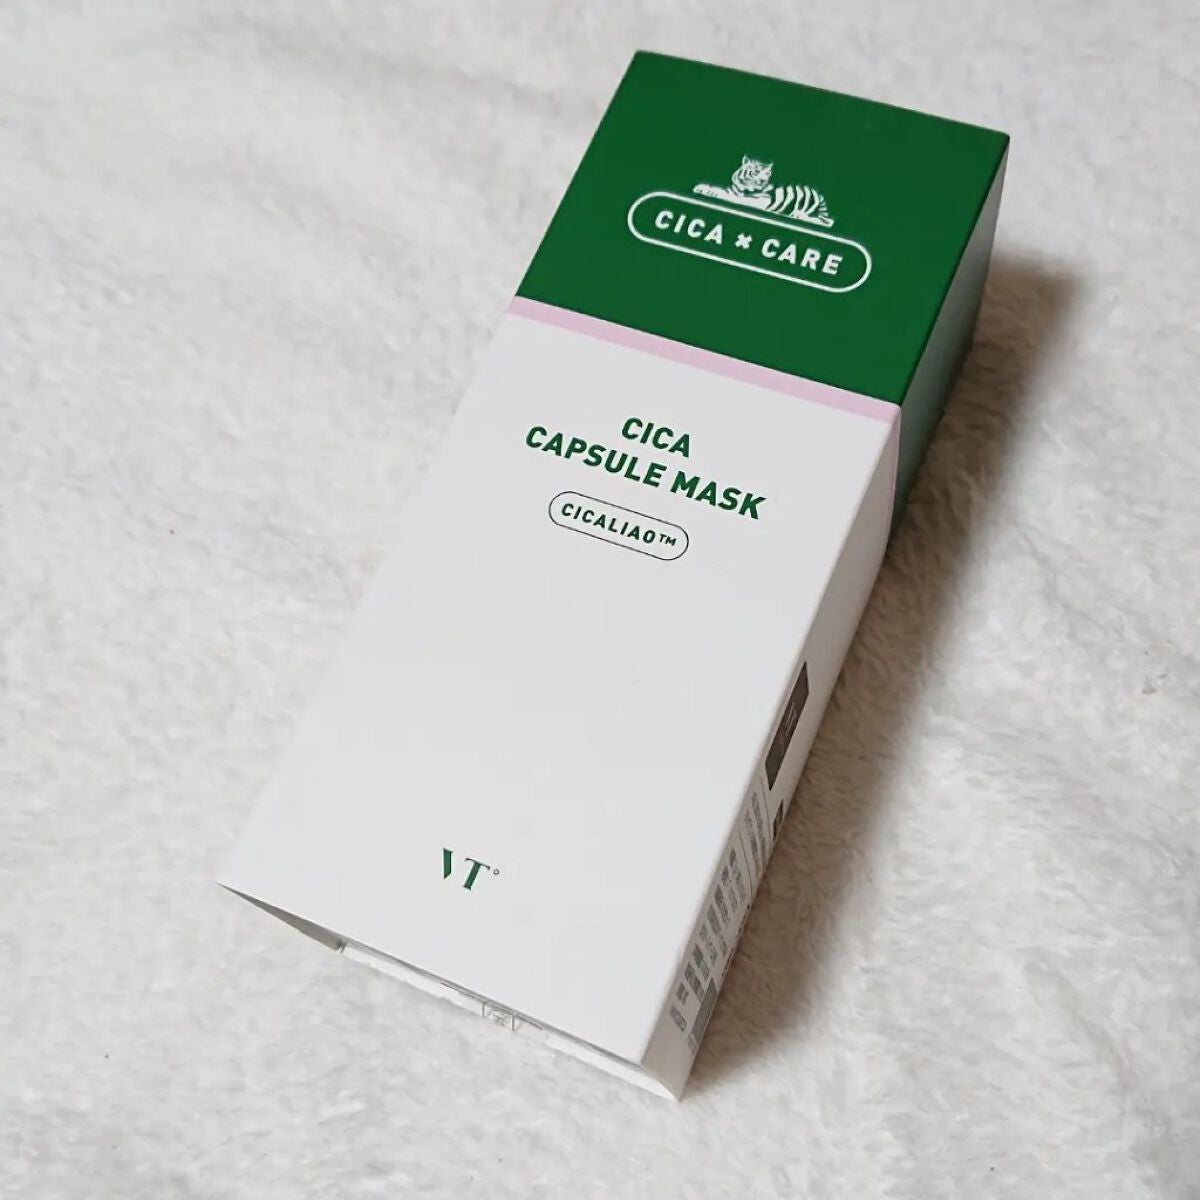 CICA × CARE
CICA
CAPSULE MASK
CICALIAO™
VT